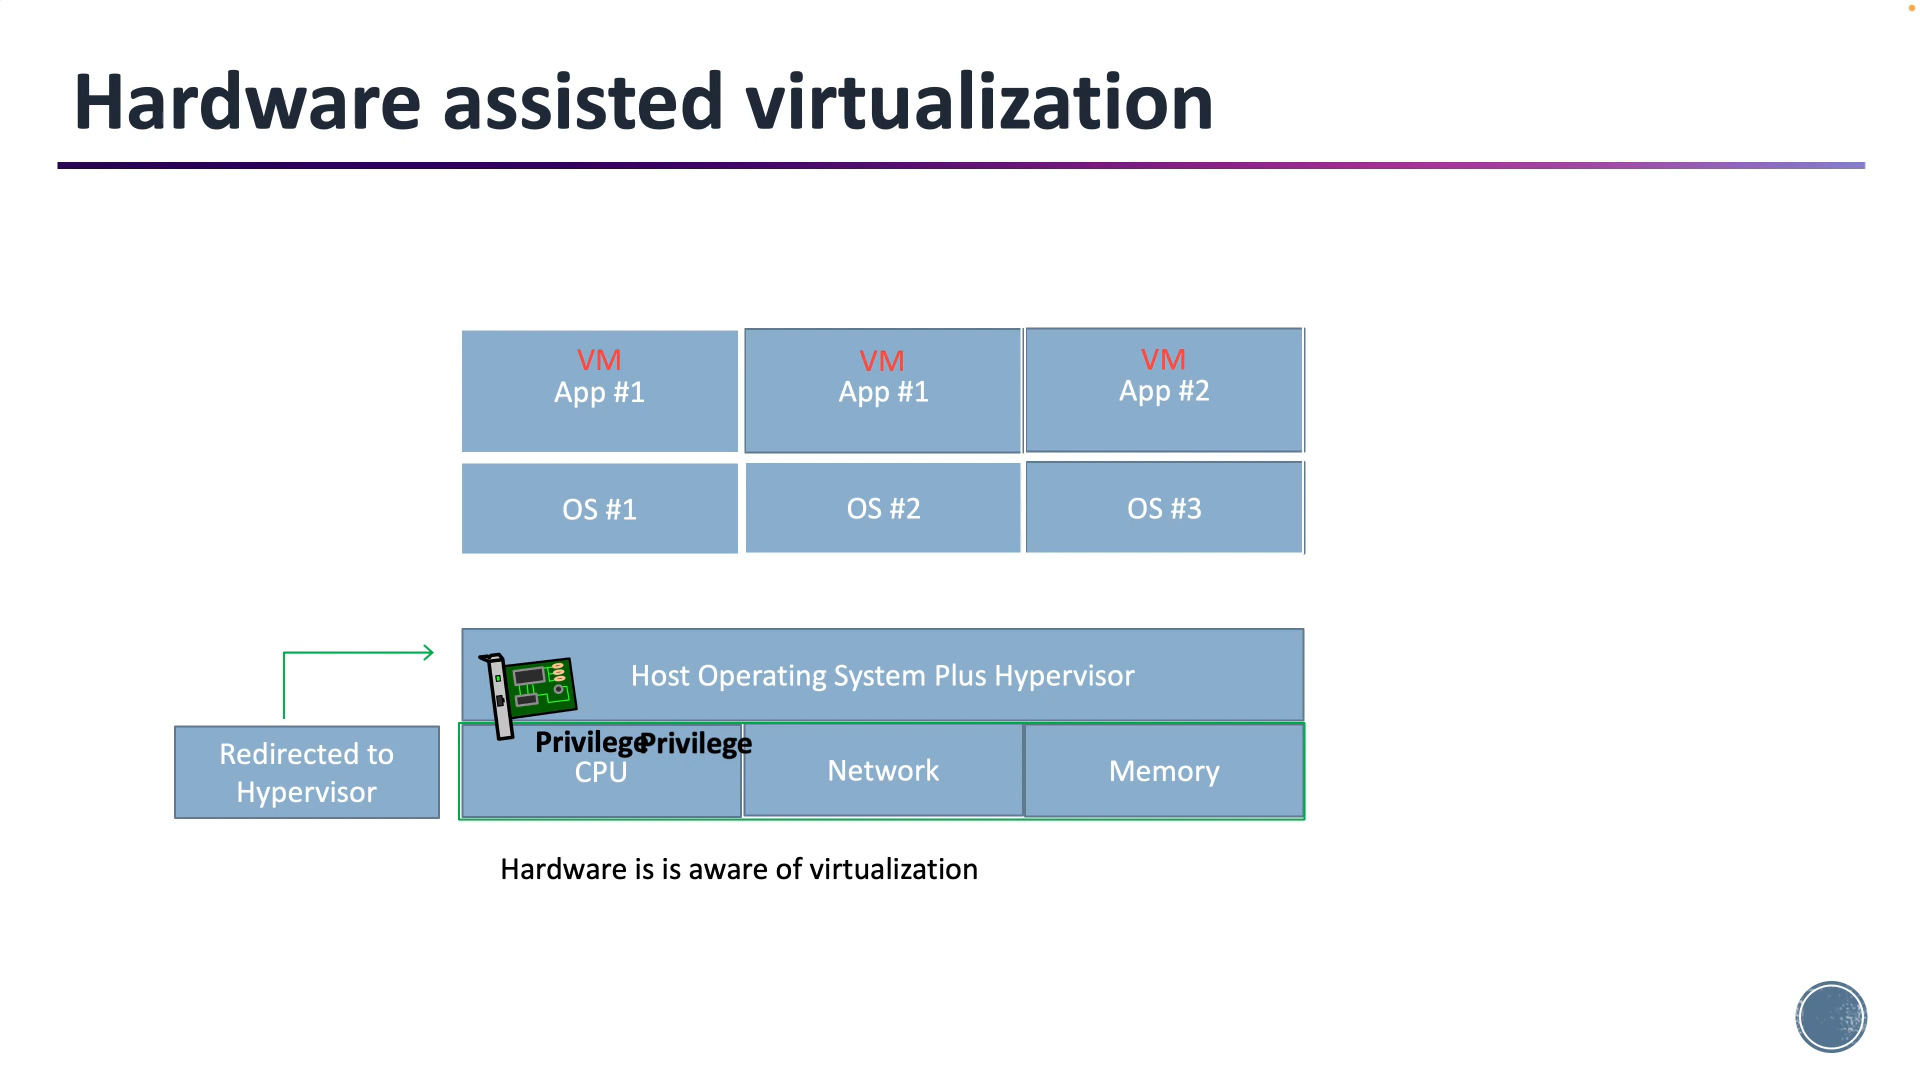 Hardware assisted virtualization
VM
App #1
VM
App #1
VM
App #2
OS #1
OS #2
OS #3
Host Operating System Plus Hypervisor
Redirected to
Hypervisor
Privilege
Privilege
CPU
Network
Memory
Hardware is is aware of virtualization